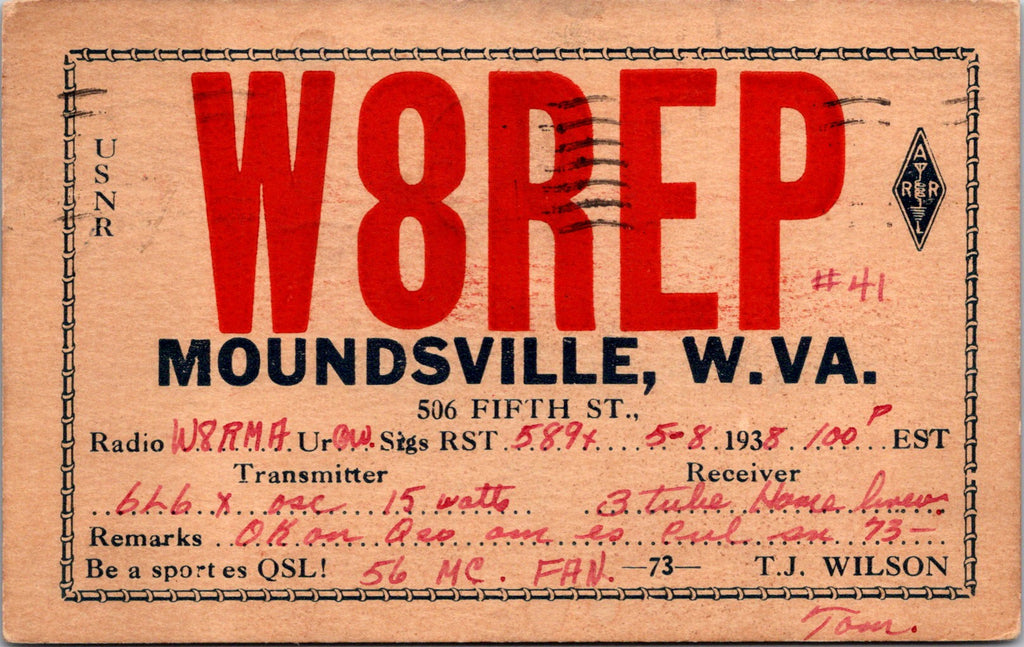 W8REP
USNR
ARRL
#41
MOUNDSVILLE, W.VA.
506 FIFTH ST.,
Radio W8RMA Ur CW. Sigs RST 589x 5-8 1938 100 P EST
Transmitter Receiver
6L6 X osc 15 watts 3 tube Home brew
Remarks OK on Qso om es cul sn 73-
Be a sport es QSL! 56 MC. FAN. —73— T.J. WILSON
Tom.